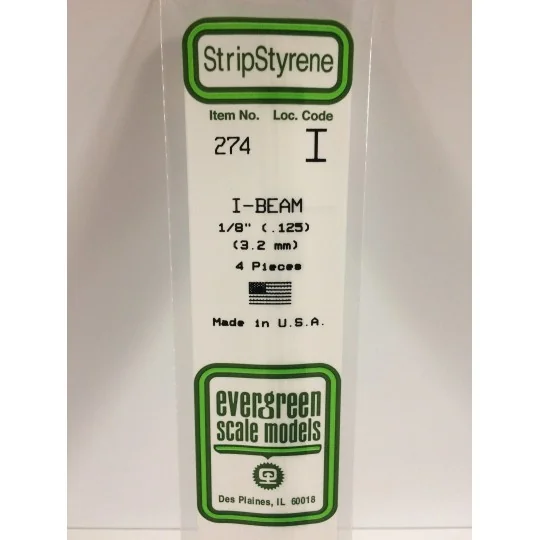 StripStyrene
Item No. Loc. Code
274 I
I-BEAM
1/8" (.125)
(3.2 mm)
4 Pieces
Made in U.S.A.
evergreen
scale models
Des Plaines, IL 60018